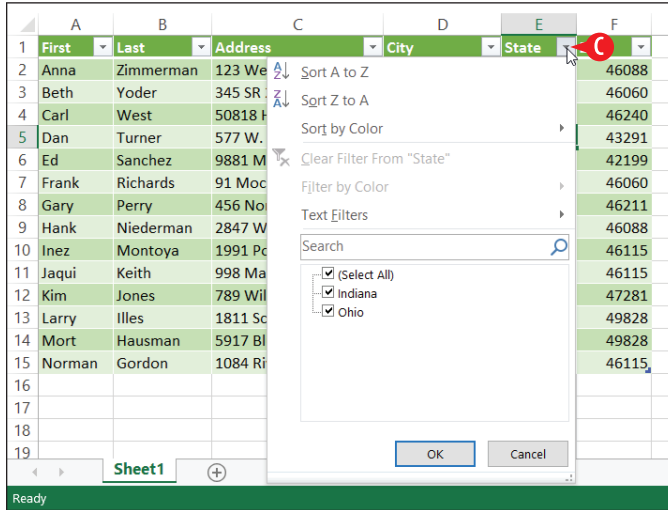 A B C D E F
1 First Last Address City State
C
2 Anna Zimmerman 123 We 46088
3 Beth Yoder 345 SR 46060
4 Carl West 50818 46240
5 Dan Turner 577 W. 43291
6 Ed Sanchez 9881 M 42199
7 Frank Richards 91 Moc 46060
8 Gary Perry 456 No 46211
9 Hank Niederman 2847 W 46088
10 Inez Montoya 1991 Po 46115
11 Jaqui Keith 998 Ma 46115
12 Kim Jones 789 Wil 47281
13 Larry Illes 1811 Sc 49828
14 Mort Hausman 5917 Bl 49828
15 Norman Gordon 1084 Ri 46115
16
17
18
19
Sort A to Z
Sort Z to A
Sort by Color
Clear Filter From "State"
Filter by Color
Text Filters
Search
(Select All)
Indiana
Ohio
OK Cancel
Sheet1
Ready